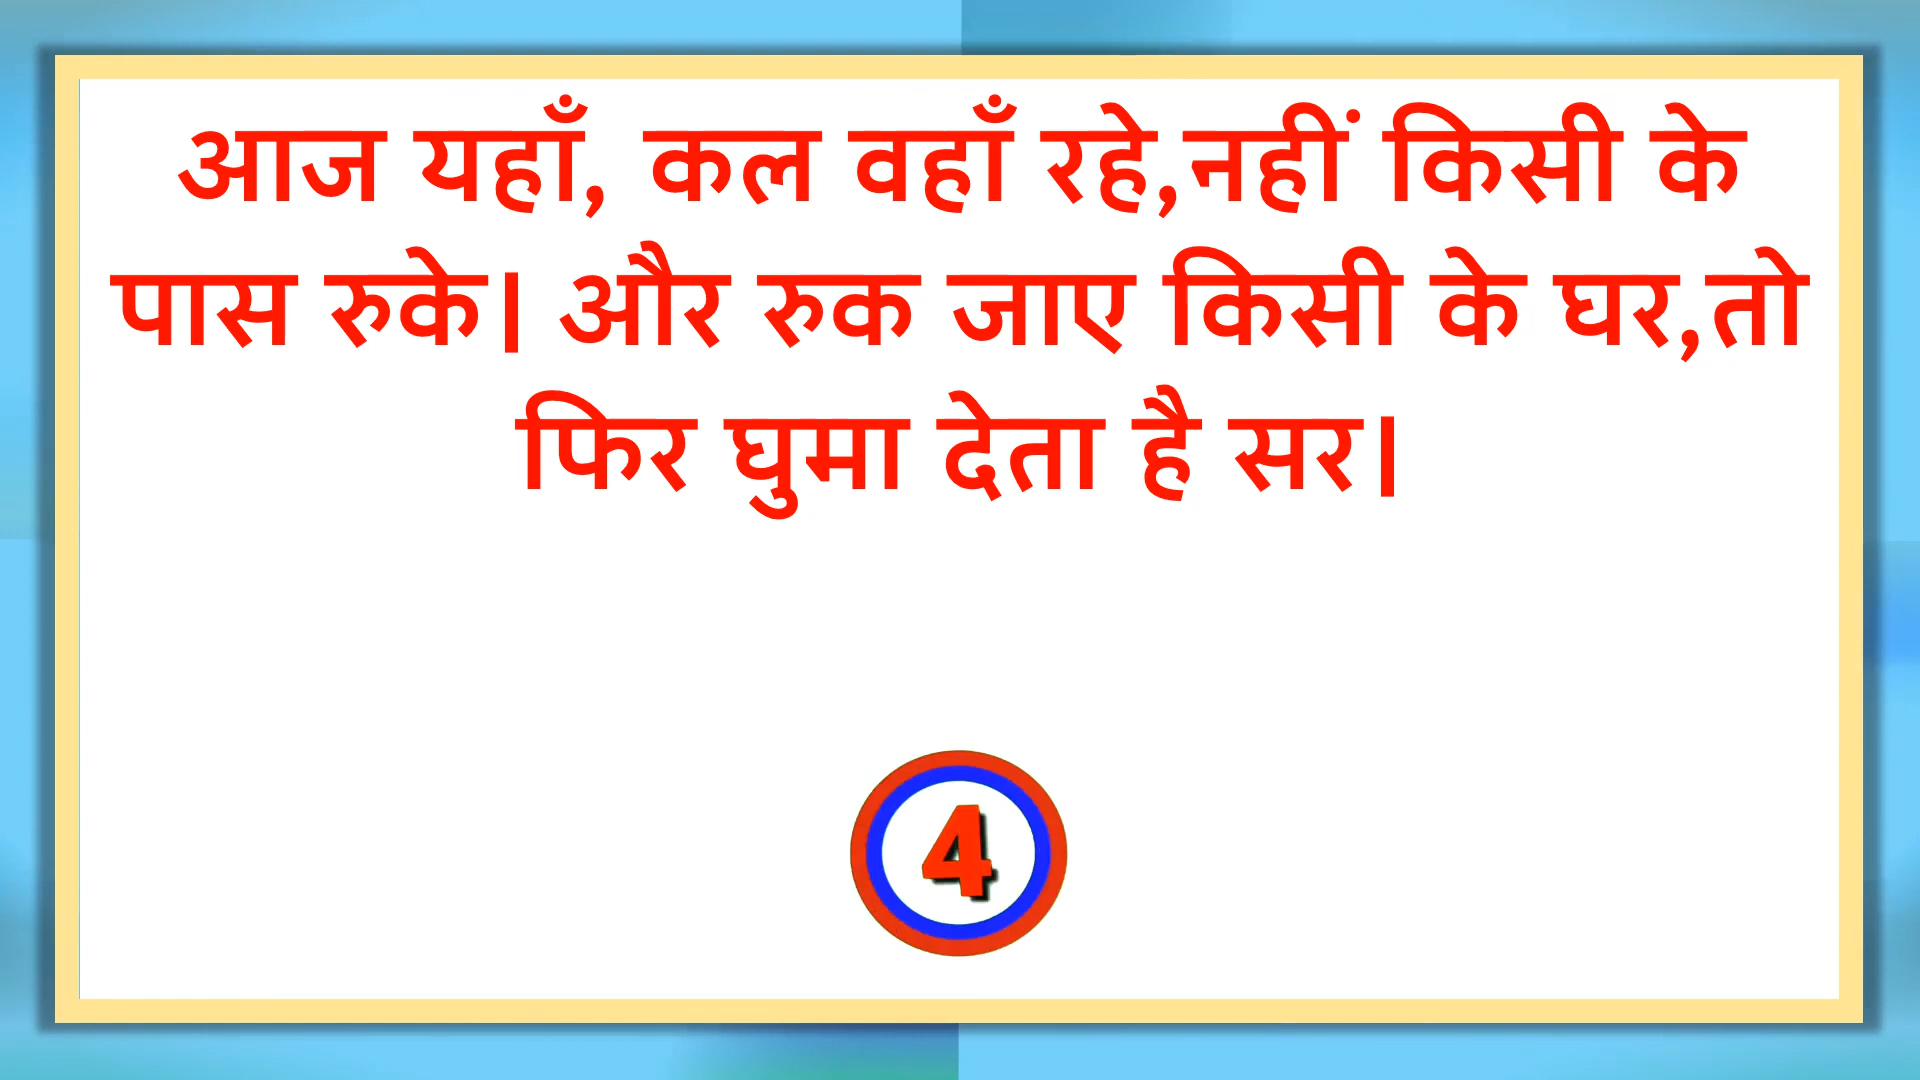 आज यहाँ, कल वहाँ रहे,नहीं किसी के
पास रुके। और रुक जाए किसी के घर,तो
फिर घुमा देता है सर।
4